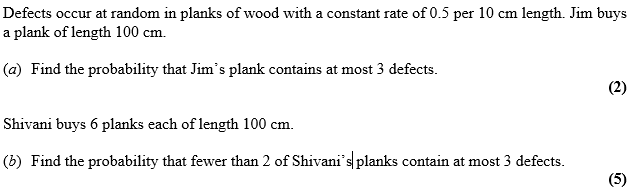 Defects occur at random in planks of wood with a constant rate of 0.5 per 10 cm length. Jim buys
a plank of length 100 cm.
(a) Find the probability that Jim's plank contains at most 3 defects.
(2)
Shivani buys 6 planks each of length 100 cm.
(b) Find the probability that fewer than 2 of Shivani's planks contain at most 3 defects.
(5)